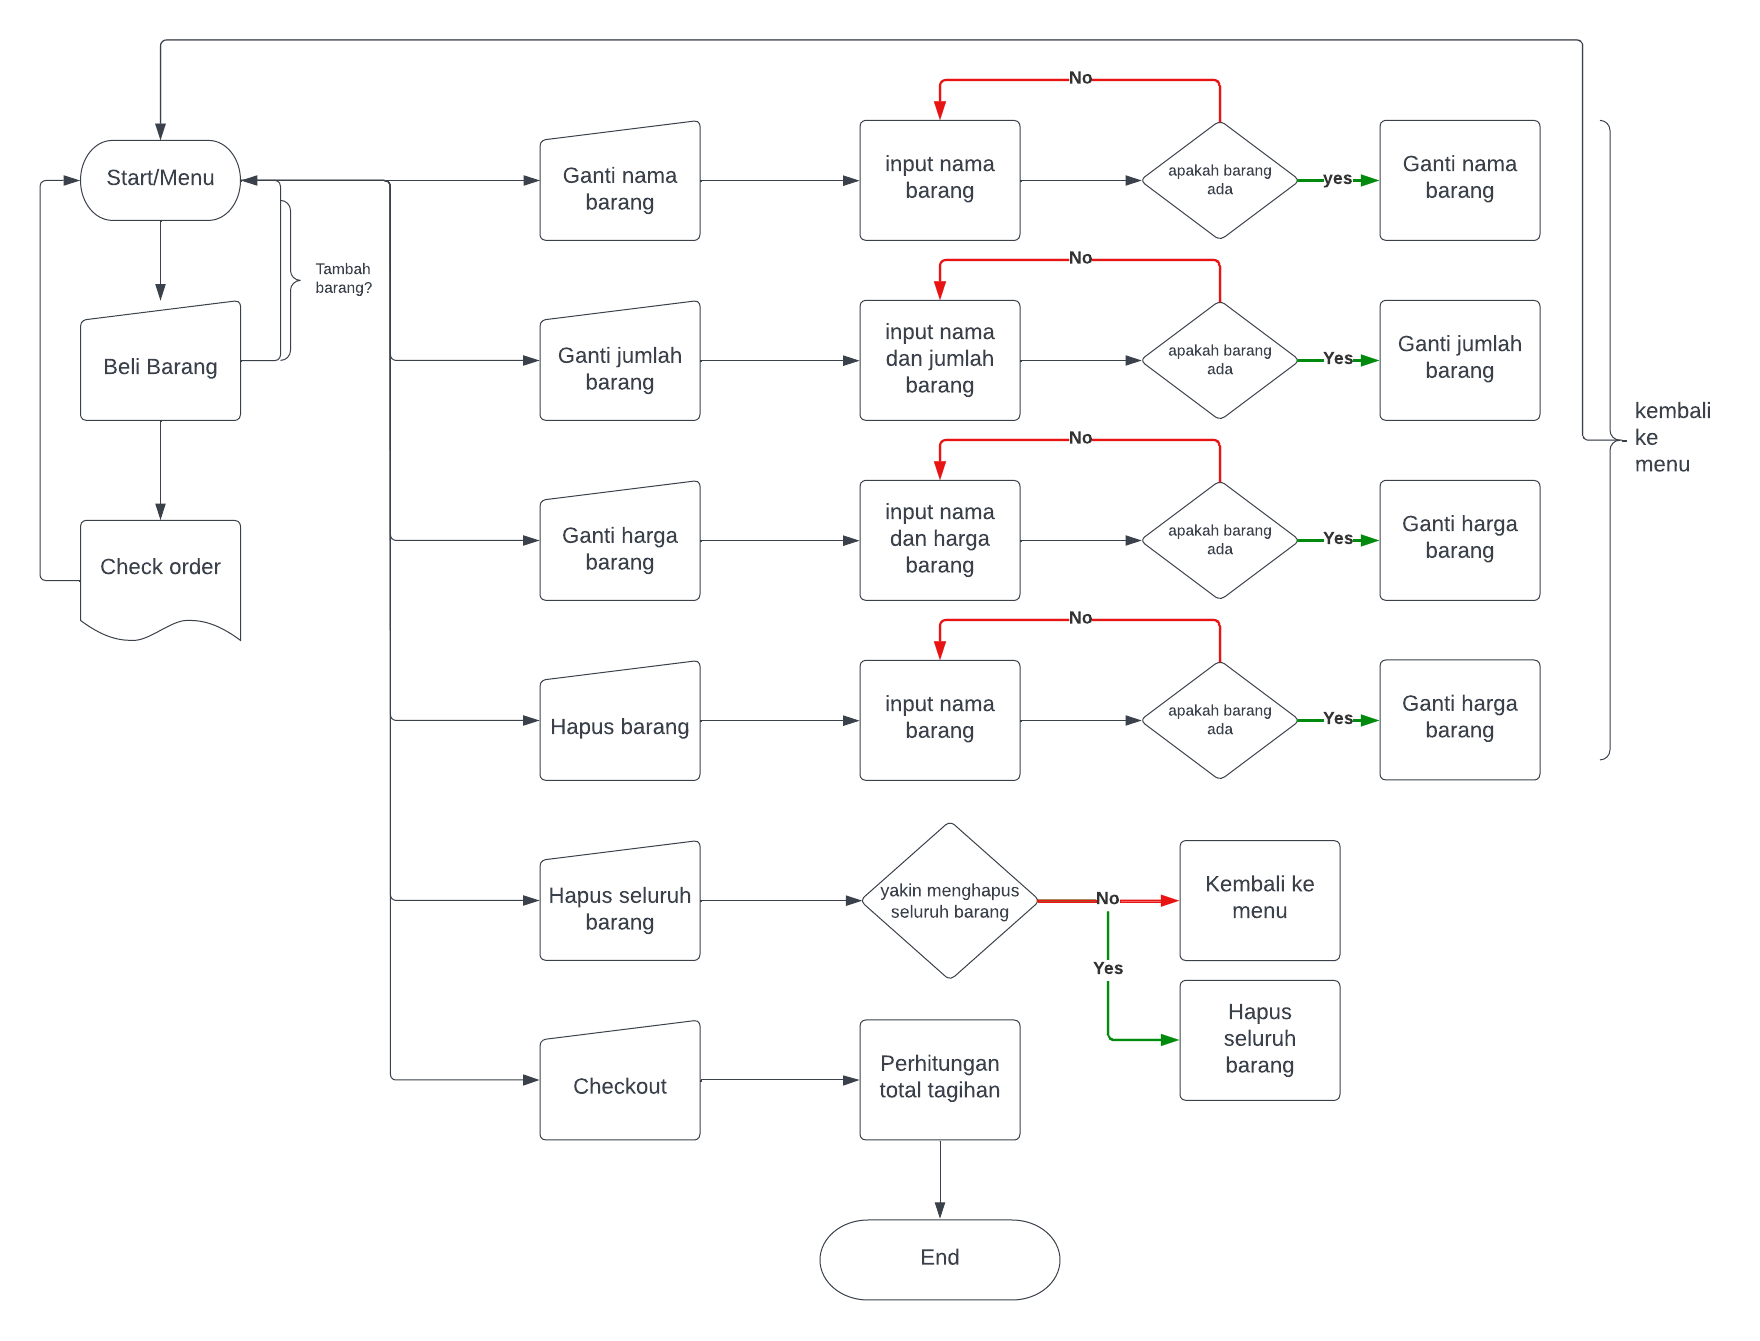 No
Start/Menu
Ganti nama
barang
input nama
barang
apakah barang
ada
yes
Ganti nama
barang
Tambah
barang?
No
Beli Barang
Ganti jumlah
barang
input nama
dan jumlah
barang
apakah barang
ada
Yes
Ganti jumlah
barang
kembali
ke
menu
No
Check order
Ganti harga
barang
input nama
dan harga
barang
apakah barang
ada
Yes
Ganti harga
barang
No
Hapus barang
input nama
barang
apakah barang
ada
Yes
Ganti harga
barang
Hapus seluruh
barang
yakin menghapus
seluruh barang
No
Kembali ke
menu
Yes
Hapus
seluruh
barang
Checkout
Perhitungan
total tagihan
End